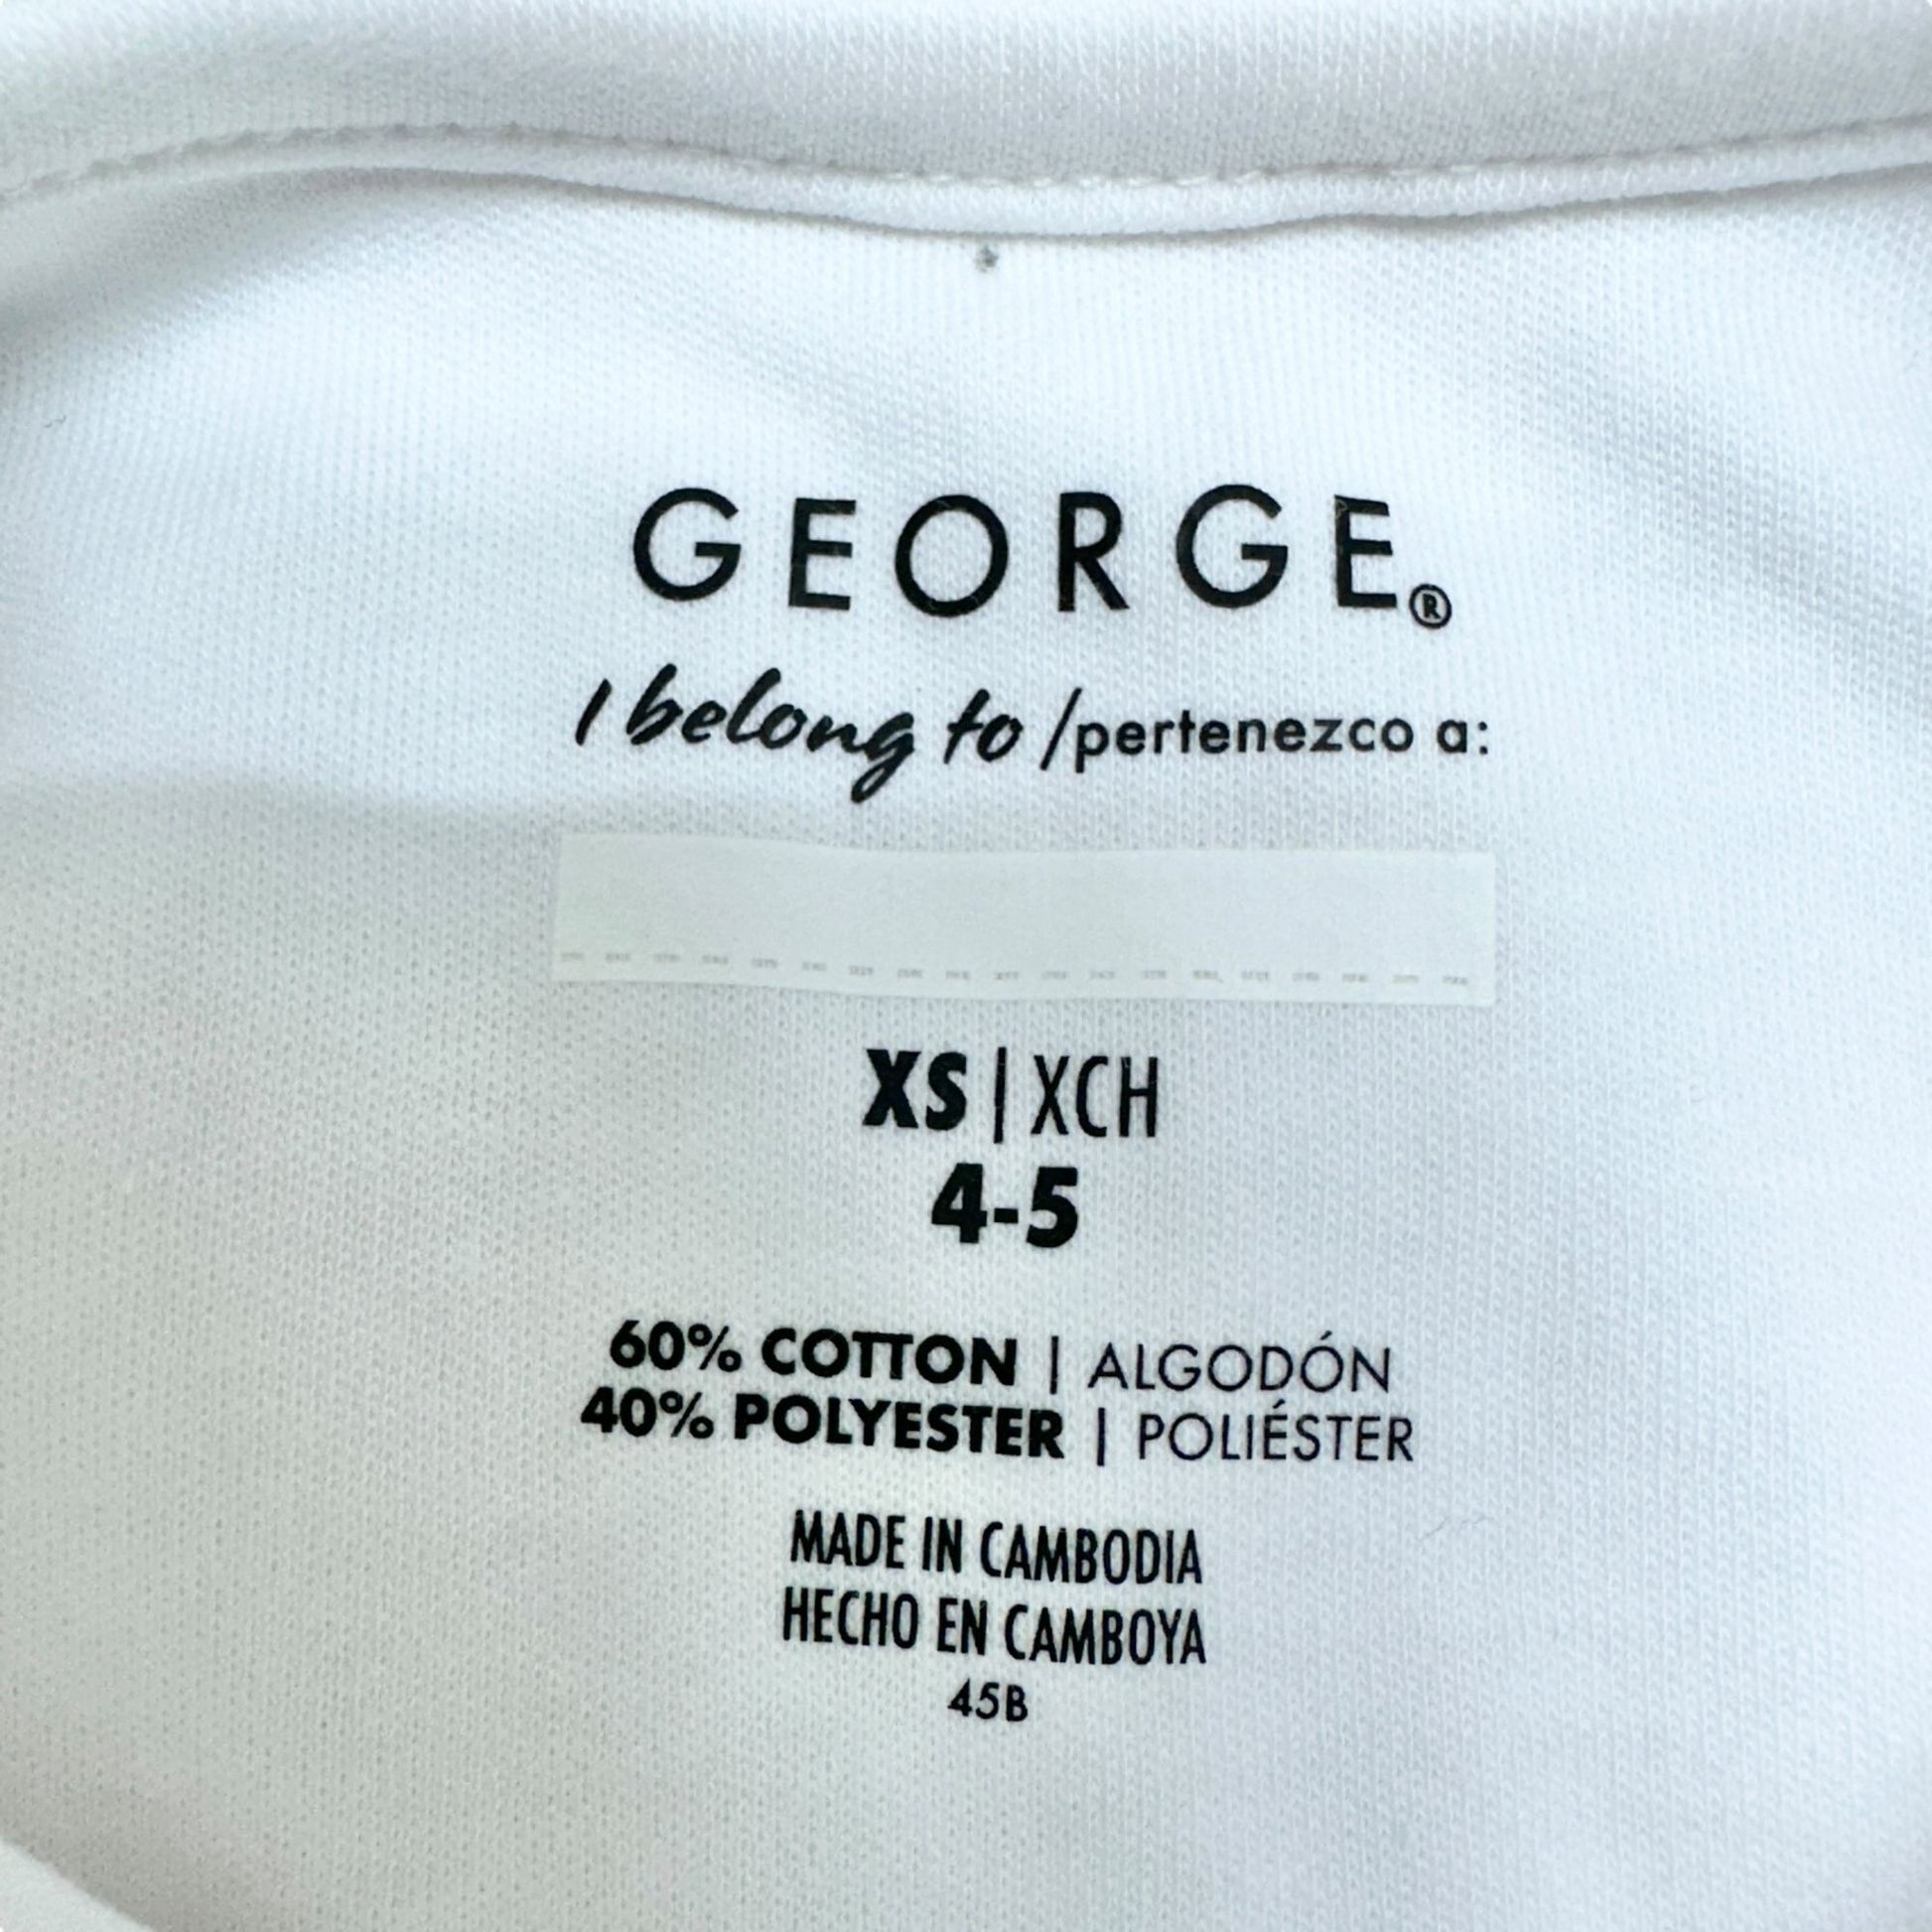 GEORGE®
I belong to /pertenezco a:
XS | XCH
4-5
60% COTTON | ALGODÓN
40% POLYESTER | POLIÉSTER
MADE IN CAMBODIA
HECHO EN CAMBOYA
45B